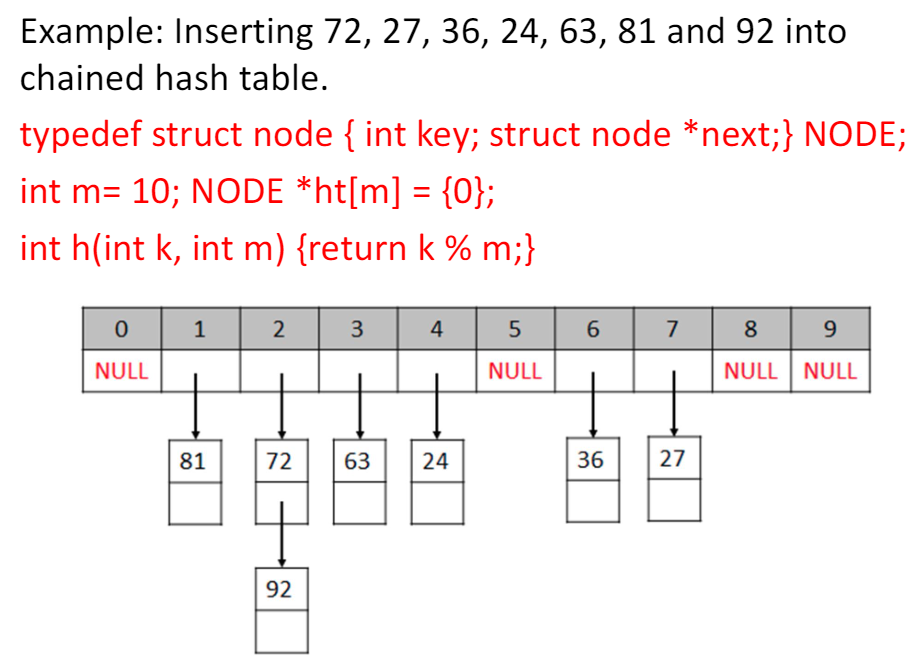 Example: Inserting 72, 27, 36, 24, 63, 81 and 92 into
chained hash table.
typedef struct node { int key; struct node *next;} NODE;
int m= 10; NODE *ht[m] = {0};
int h(int k, int m) {return k % m;}
0 1 2 3 4 5 6 7 8 9
NULL NULL NULL NULL
81 72 63 24 36 27
92